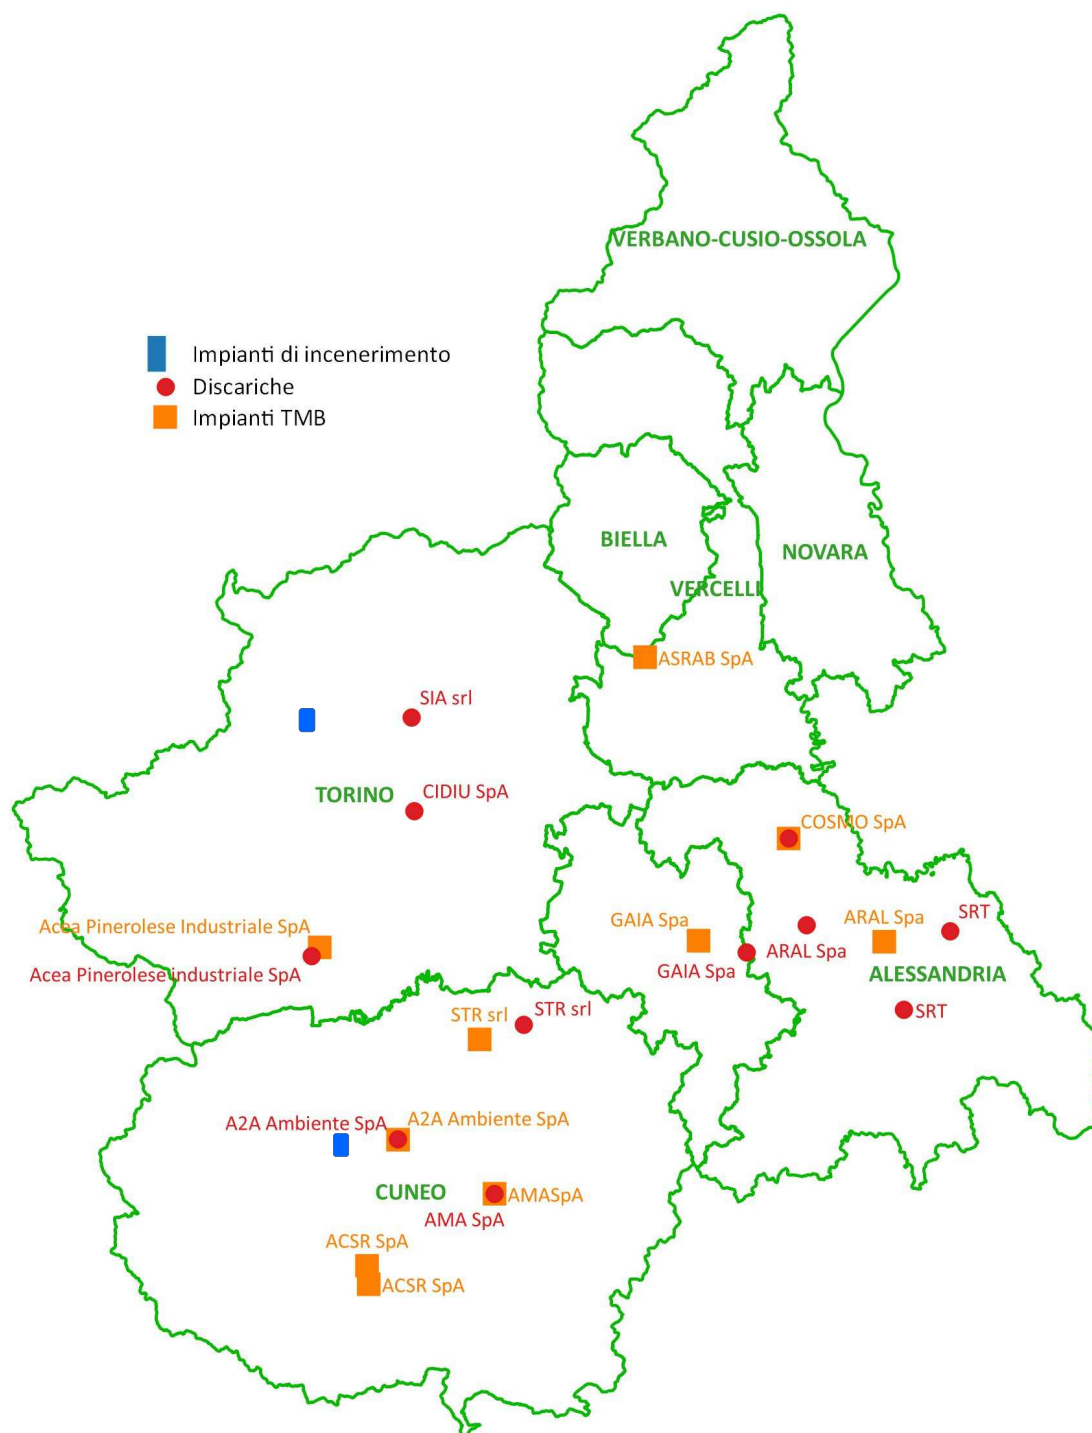 VERBANO-CUSIO-OSSOLA
Impianti di incenerimento
Discariche
Impianti TMB
BIELLA
NOVARA
VERCELLI
ASRAB SpA
SIA srl
CIDIU SpA
TORINO
COSMO SpA
Acea Pinerolese Industriale SpA
Acea Pinerolese industriale SpA
GAIA Spa
GAIA Spa
ARAL Spa
ARAL Spa
SRT
ALESSANDRIA
SRT
STR srl
STR srl
A2A Ambiente SpA
A2A Ambiente SpA
CUNEO
AMASpA
AMA SpA
ACSR SpA
ACSR SpA